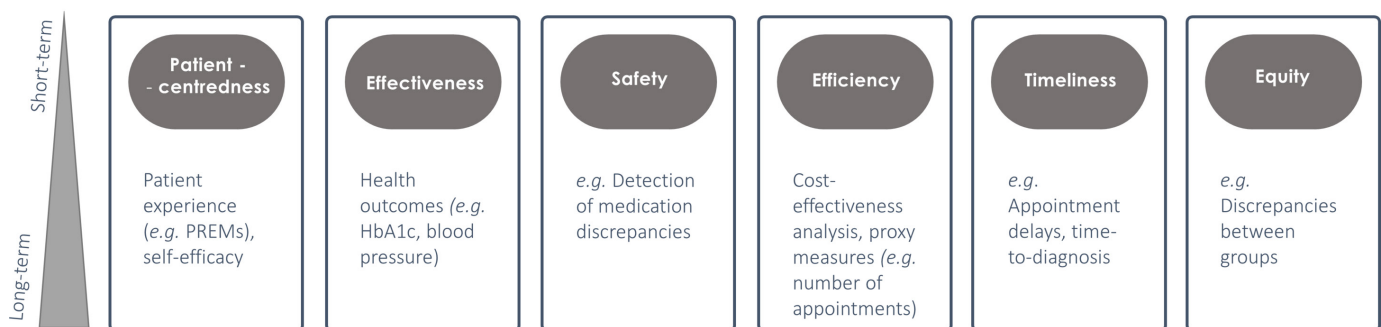 Short-term
Long-term
Patient -
- centredness
Patient
experience
(e.g. PREMs),
self-efficacy
Effectiveness
Health
outcomes (e.g.
HbA1c, blood
pressure)
Safety
e.g. Detection
of medication
discrepancies
Efficiency
Cost-
effectiveness
analysis, proxy
measures (e.g.
number of
appointments)
Timeliness
e.g.
Appointment
delays, time-
to-diagnosis
Equity
e.g.
Discrepancies
between
groups